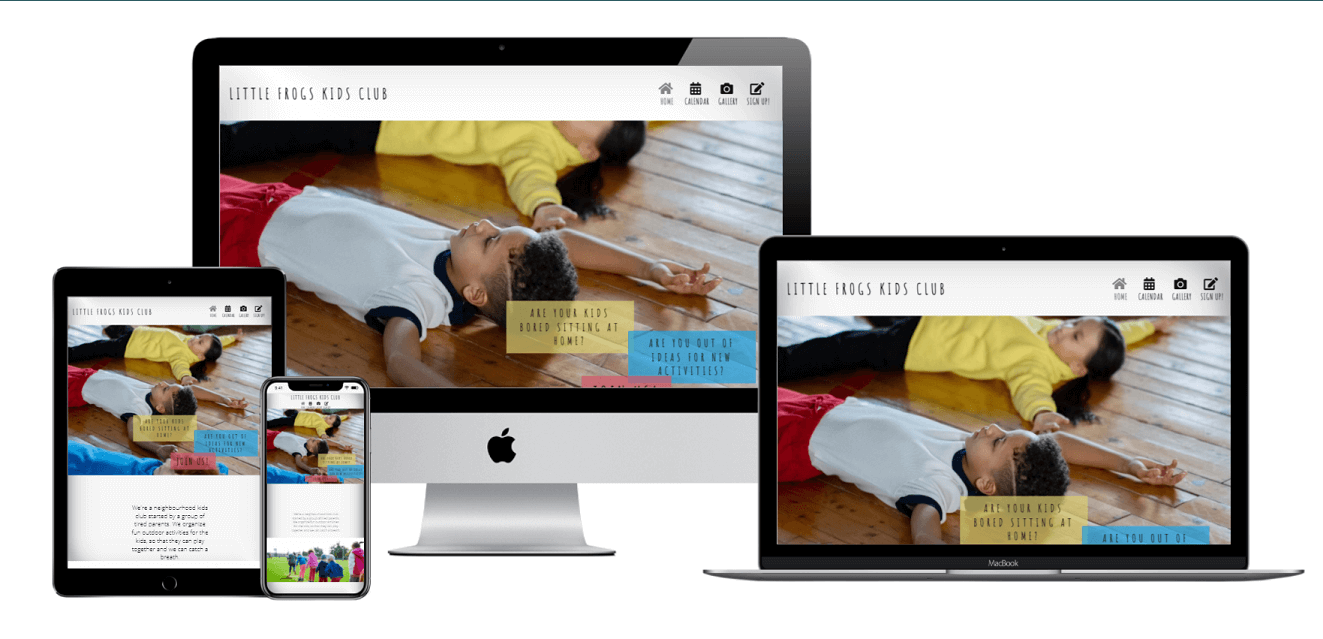 LITTLE FROGS KIDS CLUB
HOME CALENDAR GALLERY SIGN UP!
ARE YOUR KIDS
BORED SITTING AT
HOME?
ARE YOU OUT OF
IDEAS FOR NEW
ACTIVITIES?
JOIN US!
LITTLE FROGS KIDS CLUB
HOME CALENDAR GALLERY SIGN UP!
ARE YOUR KIDS
BORED SITTING AT
HOME?
ARE YOU OUT OF
IDEAS FOR NEW
ACTIVITIES?
JOIN US!
We're a neighbourhood kids
club started by a group of
tired parents. We organize
fun outdoor activities for the
kids, so that they can play
together and we can catch a
breath.
LITTLE FROGS KIDS CLUB
LITTLE FROGS KIDS CLUB
HOME CALENDAR GALLERY SIGN UP!
ARE YOUR KIDS
BORED SITTING AT
HOME?
ARE YOU OUT OF
MacBook